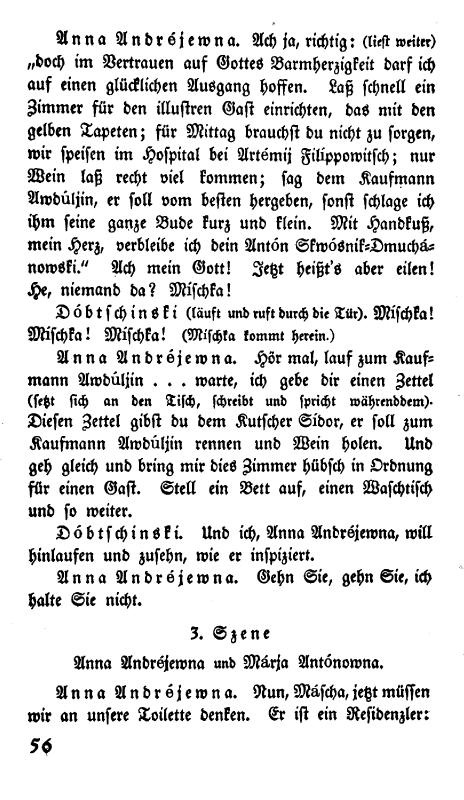 Anna Andréjewna. Ach ja, richtig: (liest weiter)
„doch im Vertrauen auf Gottes Barmherzigkeit darf ich
auf einen glücklichen Ausgang hoffen. Laß schnell ein
Zimmer für den illustren Gast einrichten, das mit den
gelben Tapeten; für Mittag brauchst du nicht zu sorgen,
wir speisen im Hospital bei Artémij Filippowitsch; nur
Wein laß recht viel kommen; sag dem Kaufmann
Awdúljin, er soll vom besten hergeben, sonst schlage ich
ihm seine ganze Bude kurz und klein. Mit Handkuß,
mein Herz, verbleibe ich dein Antón Skwósnik-Dmuchá-
nowski.“ Ach mein Gott! Jetzt heißt's aber eilen!
He, niemand da? Mischka!
Dóbtschinski (läuft und ruft durch die Tür). Mischka!
Mischka! Mischka! (Mischka kommt herein.)
Anna Andréjewna. Hör mal, lauf zum Kauf-
mann Awdúljin . . . warte, ich gebe dir einen Zettel
(setzt sich an den Tisch, schreibt und spricht währenddem).
Diesen Zettel gibst du dem Kutscher Sidor, er soll zum
Kaufmann Awdúljin rennen und Wein holen. Und
geh gleich und bring mir dies Zimmer hübsch in Ordnung
für einen Gast. Stell ein Bett auf, einen Waschtisch
und so weiter.
Dóbtschinski. Und ich, Anna Andréjewna, will
hinlaufen und zusehn, wie er inspiziert.
Anna Andréjewna. Gehn Sie, gehn Sie, ich
halte Sie nicht.
3. Szene
Anna Andréjewna und Márja Antónowna.
Anna Andréjewna. Nun, Máscha, jetzt müssen
wir an unsere Toilette denken. Er ist ein Residenzler:
56